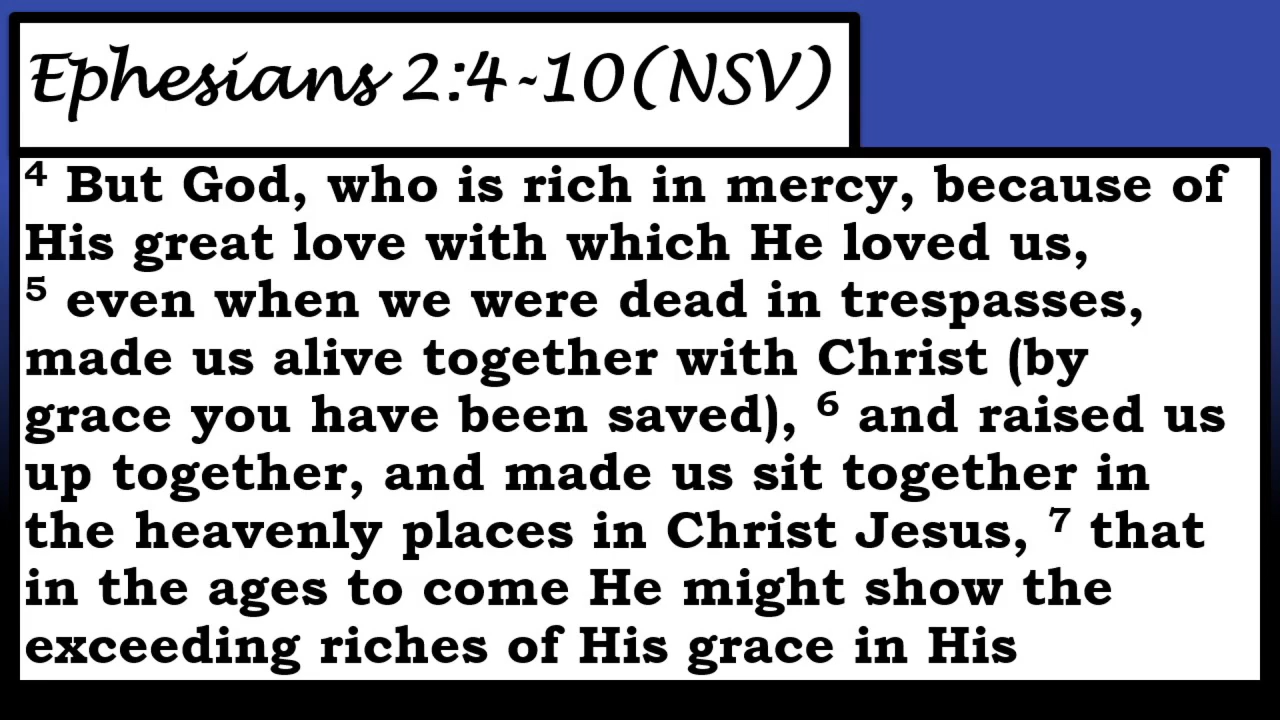 Ephesians 2:4-10(NSV)
⁴ But God, who is rich in mercy, because of
His great love with which He loved us,
⁵ even when we were dead in trespasses,
made us alive together with Christ (by
grace you have been saved), ⁶ and raised us
up together, and made us sit together in
the heavenly places in Christ Jesus, ⁷ that
in the ages to come He might show the
exceeding riches of His grace in His